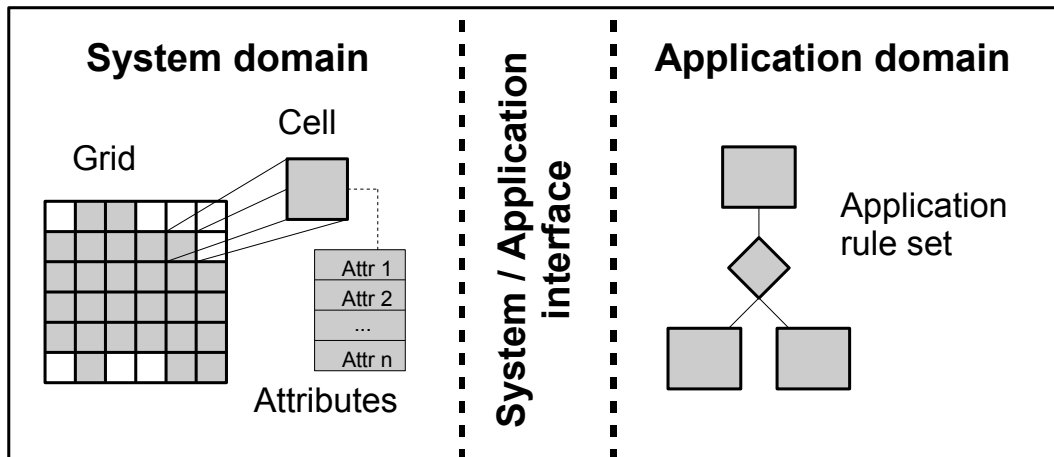 System domain
Cell
Grid
Attr 1
Attr 2
...
Attr n
Attributes
System / Application
interface
Application domain
Application
rule set